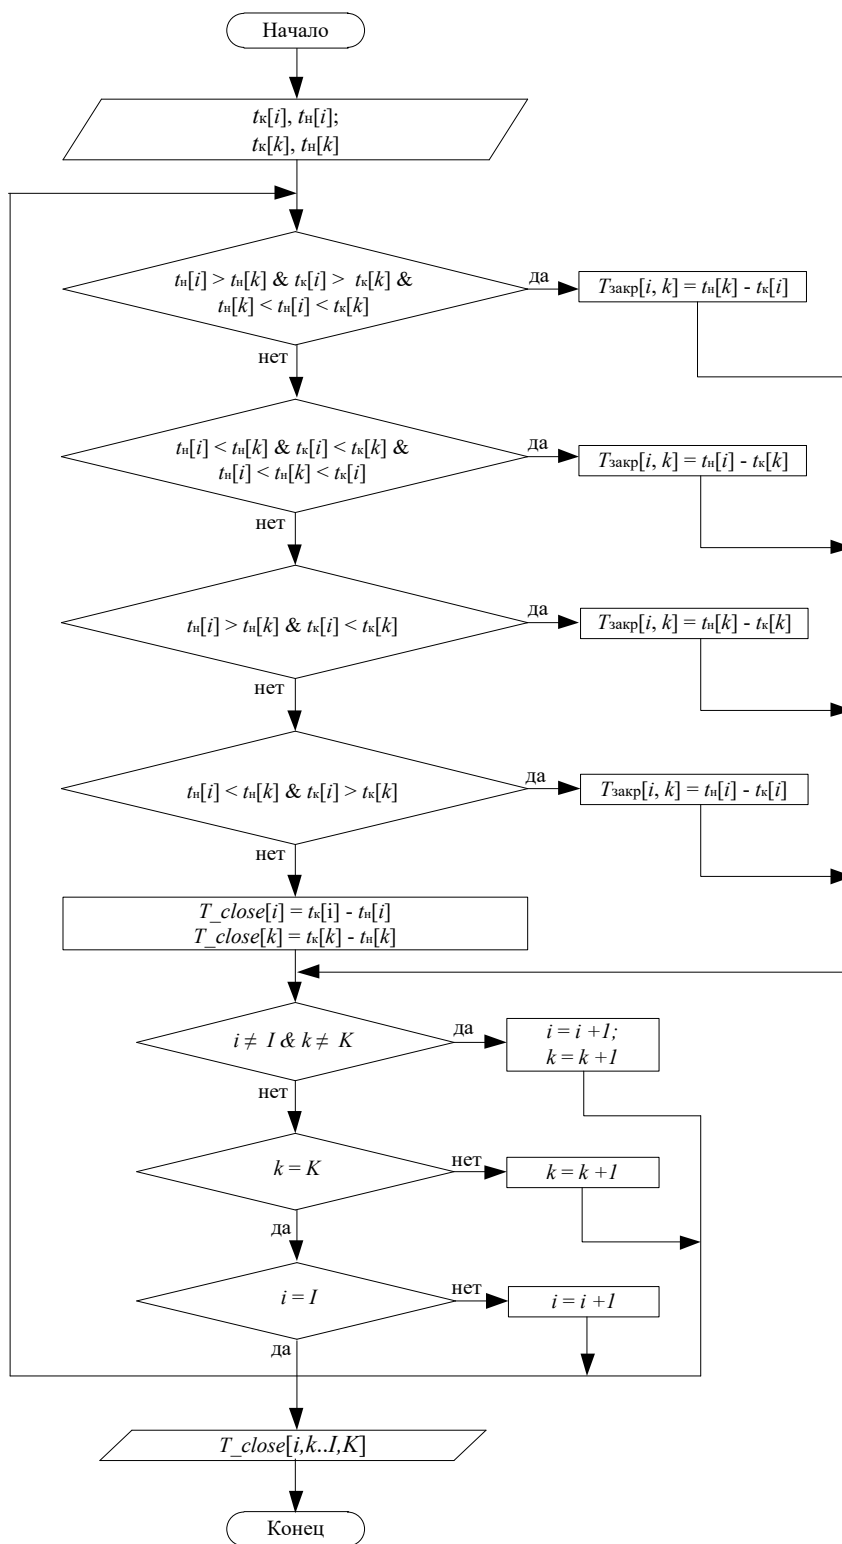 Начало
tк[i], tн[i];
tк[k], tн[k]
tн[i] > tн[k] & tк[i] > tк[k] &
tн[k] < tн[i] < tк[k]
да
Tзакр[i, k] = tн[k] - tк[i]
нет
tн[i] < tн[k] & tк[i] < tк[k] &
tн[i] < tн[k] < tк[i]
да
Tзакр[i, k] = tн[i] - tк[k]
нет
tн[i] > tн[k] & tк[i] < tк[k]
да
Tзакр[i, k] = tн[k] - tк[k]
нет
tн[i] < tн[k] & tк[i] > tк[k]
да
Tзакр[i, k] = tн[i] - tк[i]
нет
T_close[i] = tк[i] - tн[i]
T_close[k] = tк[k] - tн[k]
i ≠ I & k ≠ K
да
i = i +1;
k = k +1
нет
k = K
нет
k = k +1
да
i = I
нет
i = i +1
да
T_close[i,k..I,K]
Конец